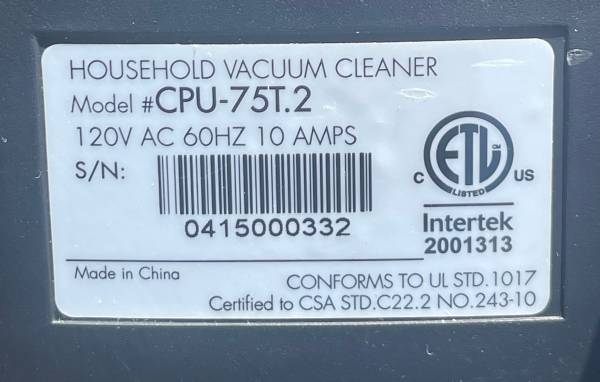 HOUSEHOLD VACUUM CLEANER
Model #CPU-75T.2
120V AC 60HZ 10 AMPS
S/N:
0415000332
ETL
CM
C US
LISTED
Intertek
2001313
Made in China
CONFORMS TO UL STD.1017
Certified to CSA STD.C22.2 NO.243-10